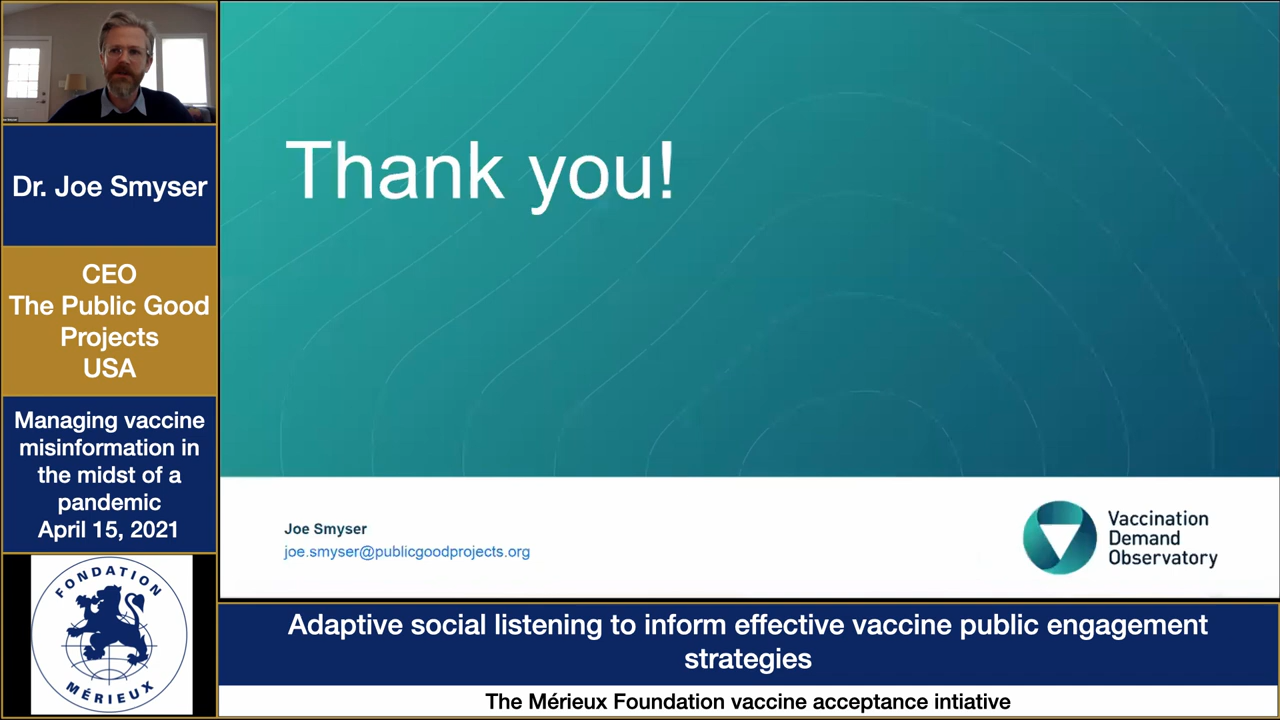 Dr. Joe Smyser
CEO
The Public Good
Projects
USA
Managing vaccine
misinformation in
the midst of a
pandemic
April 15, 2021
FONDATION
MÉRIEUX
Thank you!
Joe Smyser
joe.smyser@publicgoodprojects.org
Vaccination
Demand
Observatory
Adaptive social listening to inform effective vaccine public engagement
strategies
The Mérieux Foundation vaccine acceptance intiative